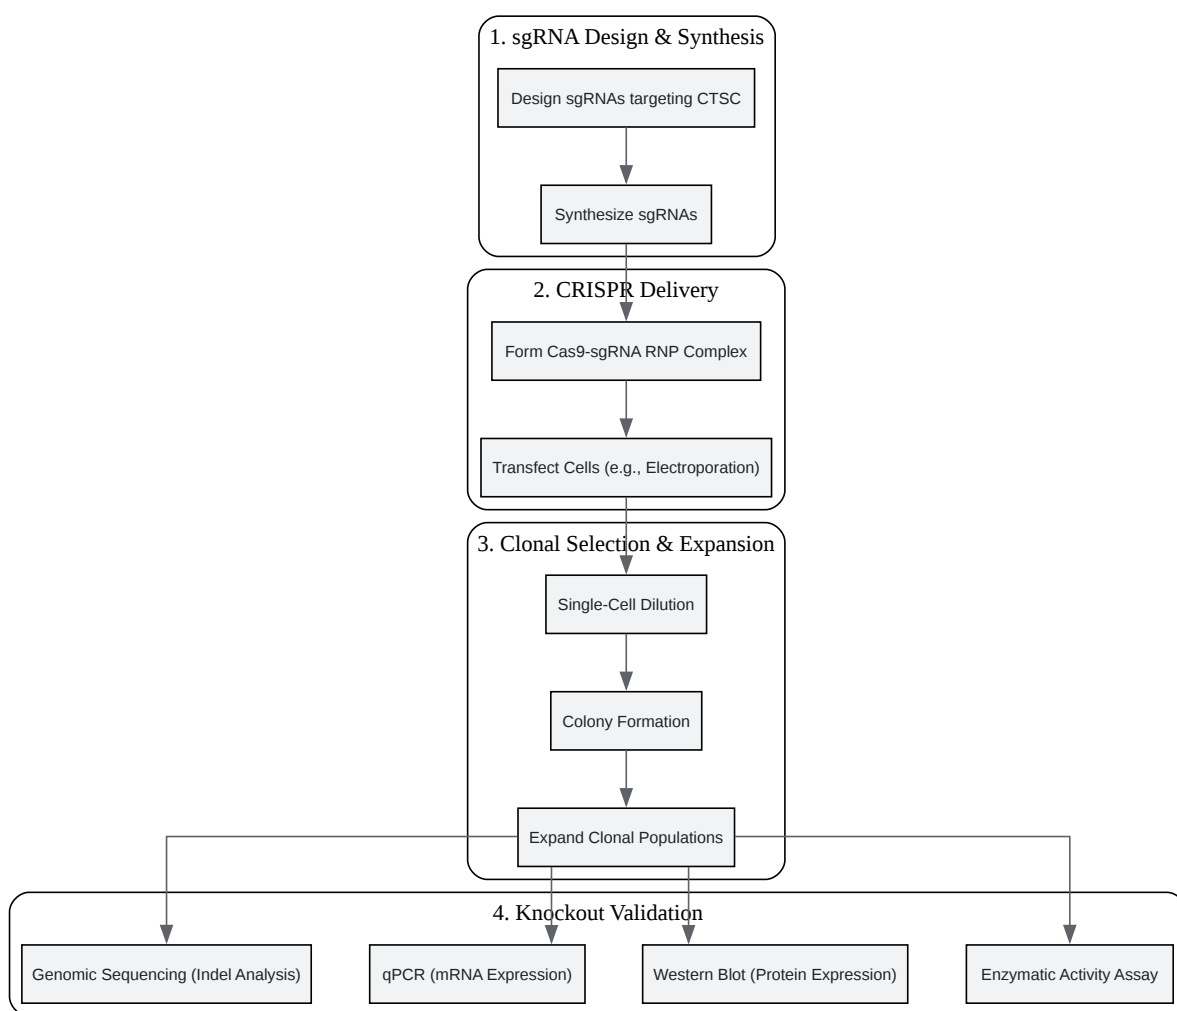 1. sgRNA Design & Synthesis
Design sgRNAs targeting CTSC
Synthesize sgRNAs
2. CRISPR Delivery
Form Cas9-sgRNA RNP Complex
Transfect Cells (e.g., Electroporation)
3. Clonal Selection & Expansion
Single-Cell Dilution
Colony Formation
Expand Clonal Populations
4. Knockout Validation
Genomic Sequencing (Indel Analysis)
qPCR (mRNA Expression)
Western Blot (Protein Expression)
Enzymatic Activity Assay